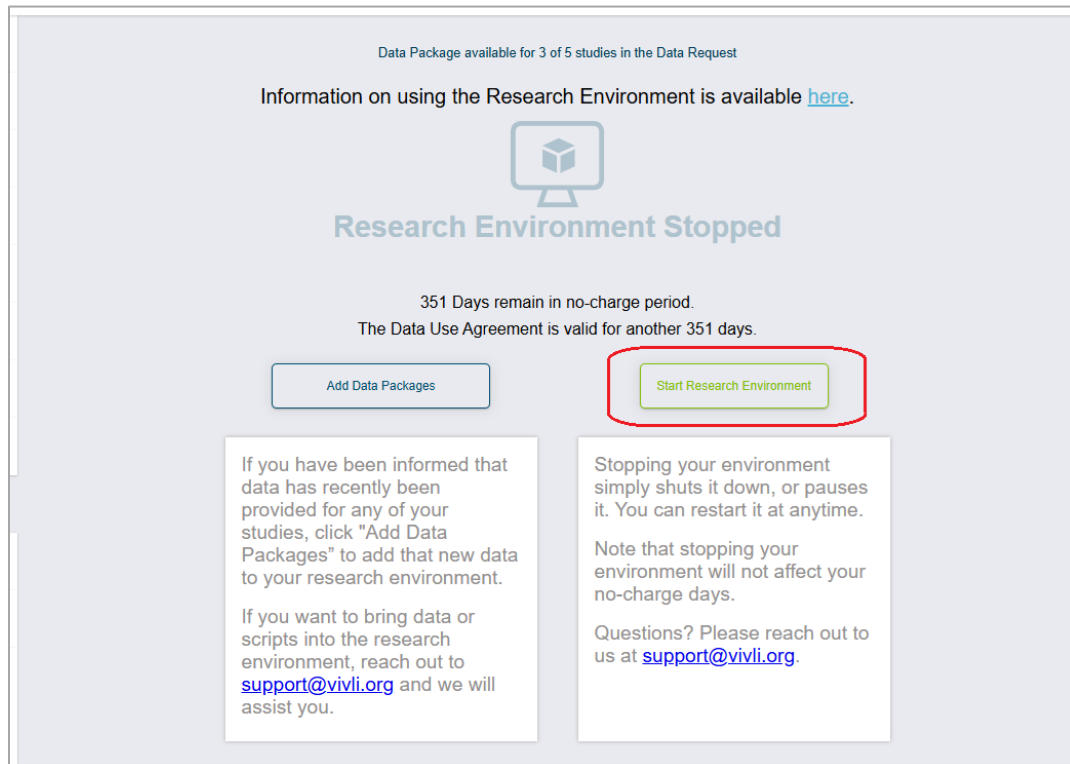 Data Package available for 3 of 5 studies in the Data Request
Information on using the Research Environment is available here.
Research Environment Stopped
351 Days remain in no-charge period.
The Data Use Agreement is valid for another 351 days.
Add Data Packages
Start Research Environment
If you have been informed that
data has recently been
provided for any of your
studies, click "Add Data
Packages” to add that new data
to your research environment.
If you want to bring data or
scripts into the research
environment, reach out to
support@vivli.org and we will
assist you.
Stopping your environment
simply shuts it down, or pauses
it. You can restart it at anytime.
Note that stopping your
environment will not affect your
no-charge days.
Questions? Please reach out to
us at support@vivli.org.